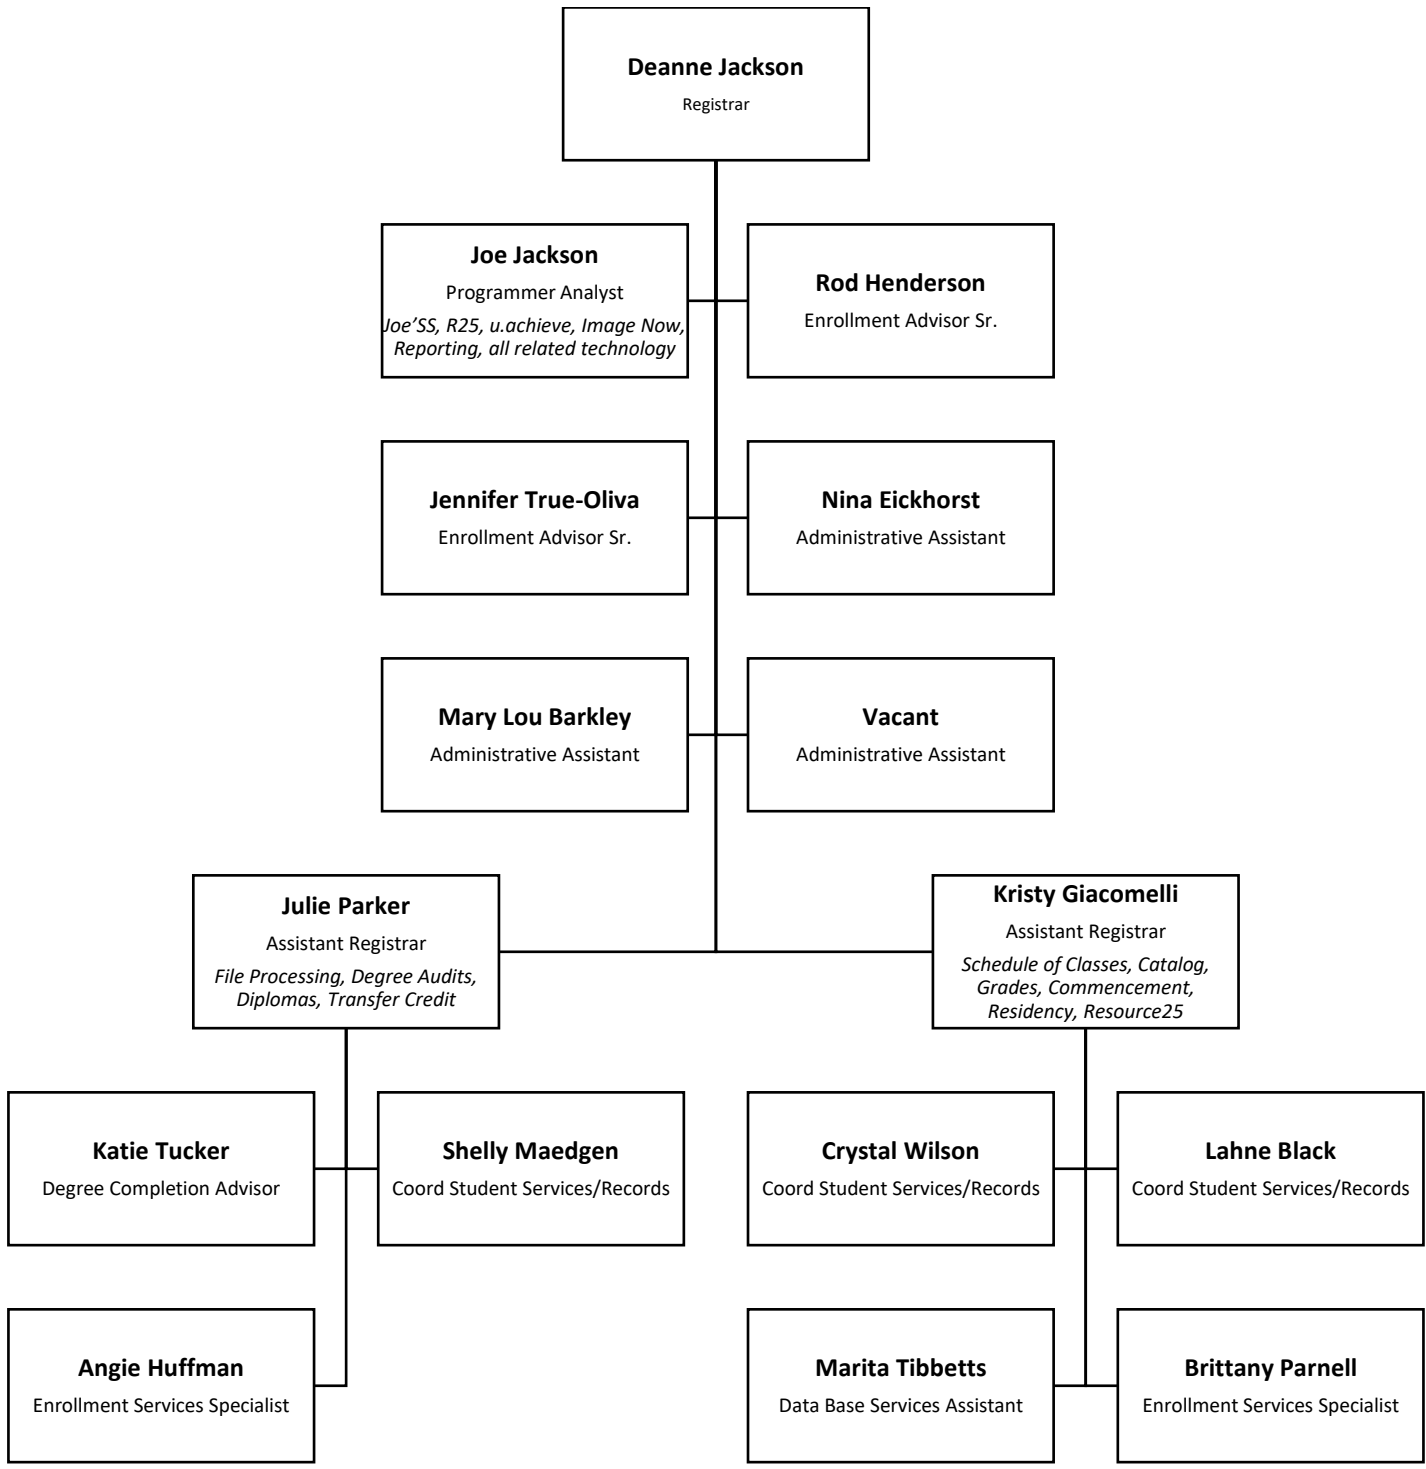 Deanne Jackson
Registrar
Joe Jackson
Programmer Analyst
Joe’SS, R25, u.achieve, Image Now,
Reporting, all related technology
Rod Henderson
Enrollment Advisor Sr.
Jennifer True-Oliva
Enrollment Advisor Sr.
Nina Eickhorst
Administrative Assistant
Mary Lou Barkley
Administrative Assistant
Vacant
Administrative Assistant
Julie Parker
Assistant Registrar
File Processing, Degree Audits,
Diplomas, Transfer Credit
Kristy Giacomelli
Assistant Registrar
Schedule of Classes, Catalog,
Grades, Commencement,
Residency, Resource25
Katie Tucker
Degree Completion Advisor
Shelly Maedgen
Coord Student Services/Records
Crystal Wilson
Coord Student Services/Records
Lahne Black
Coord Student Services/Records
Angie Huffman
Enrollment Services Specialist
Marita Tibbetts
Data Base Services Assistant
Brittany Parnell
Enrollment Services Specialist